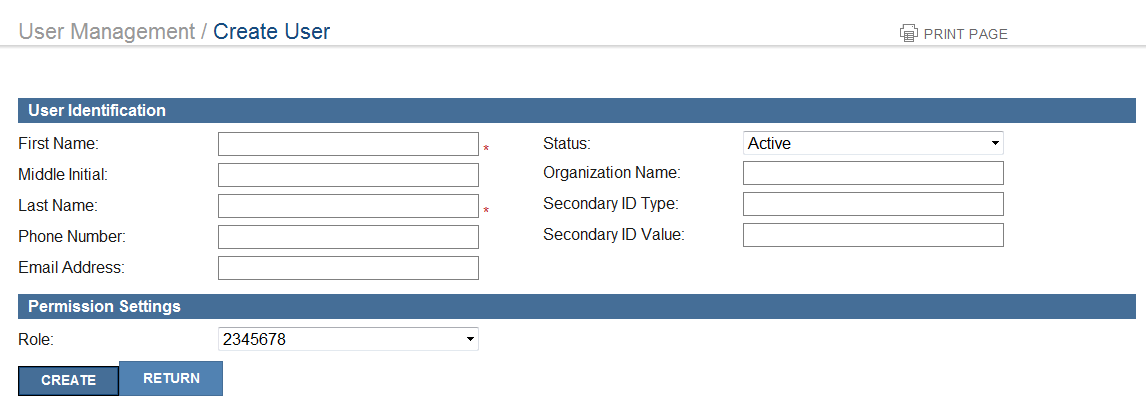 User Management / Create User
PRINT PAGE
User Identification
First Name: *
Middle Initial:
Last Name: *
Phone Number:
Email Address:
Status: Active
Organization Name:
Secondary ID Type:
Secondary ID Value:
Permission Settings
Role: 2345678
CREATE RETURN